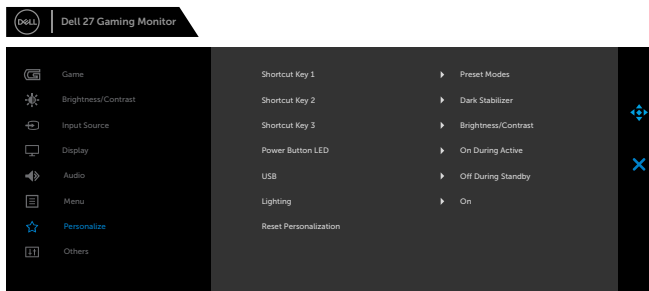 DELL Dell 27 Gaming Monitor
Game Shortcut Key 1 Preset Modes
Brightness/Contrast Shortcut Key 2 Dark Stabilizer
Input Source Shortcut Key 3 Brightness/Contrast
Display Power Button LED On During Active
Audio USB Off During Standby
Menu Lighting On
Personalize Reset Personalization
Others